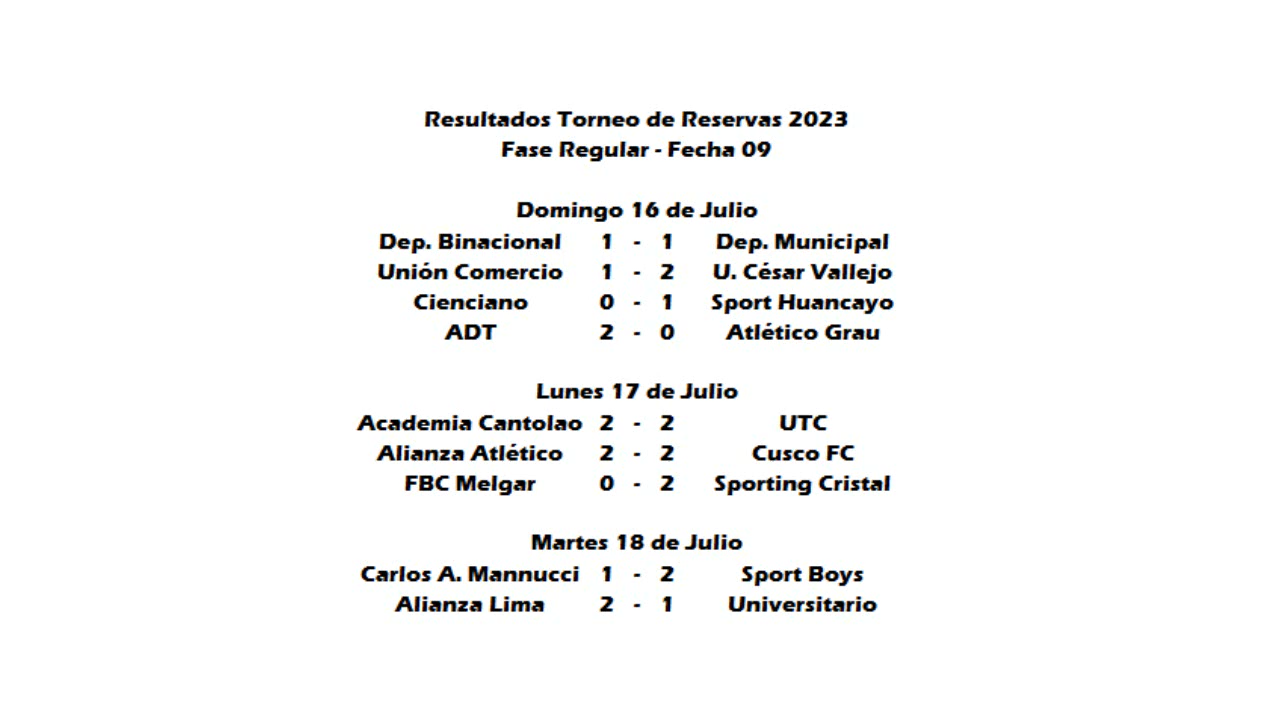 Resultados Torneo de Reservas 2023
Fase Regular - Fecha 09
Domingo 16 de Julio
Dep. Binacional 1 - 1 Dep. Municipal
Unión Comercio 1 - 2 U. César Vallejo
Cienciano 0 - 1 Sport Huancayo
ADT 2 - 0 Atlético Grau
Lunes 17 de Julio
Academia Cantolao 2 - 2 UTC
Alianza Atlético 2 - 2 Cusco FC
FBC Melgar 0 - 2 Sporting Cristal
Martes 18 de Julio
Carlos A. Mannucci 1 - 2 Sport Boys
Alianza Lima 2 - 1 Universitario